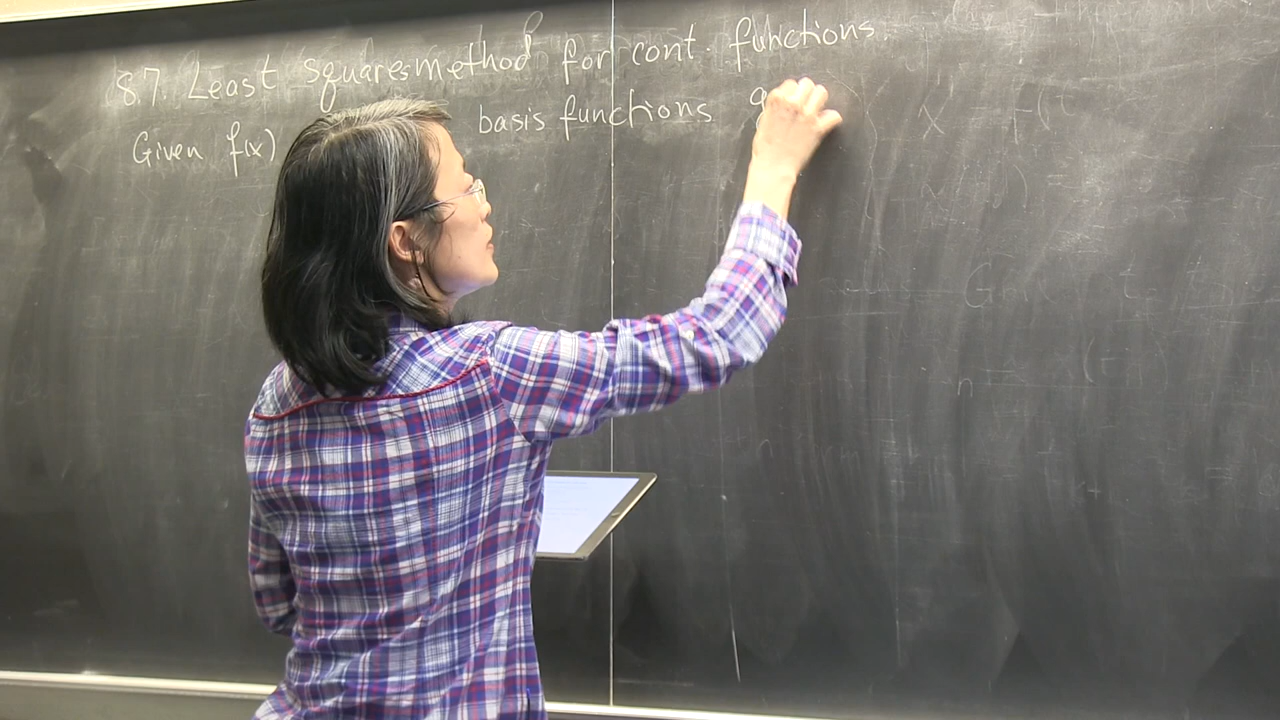 8.7. Least squares method for cont. functions.
Given f(x) basis functions g